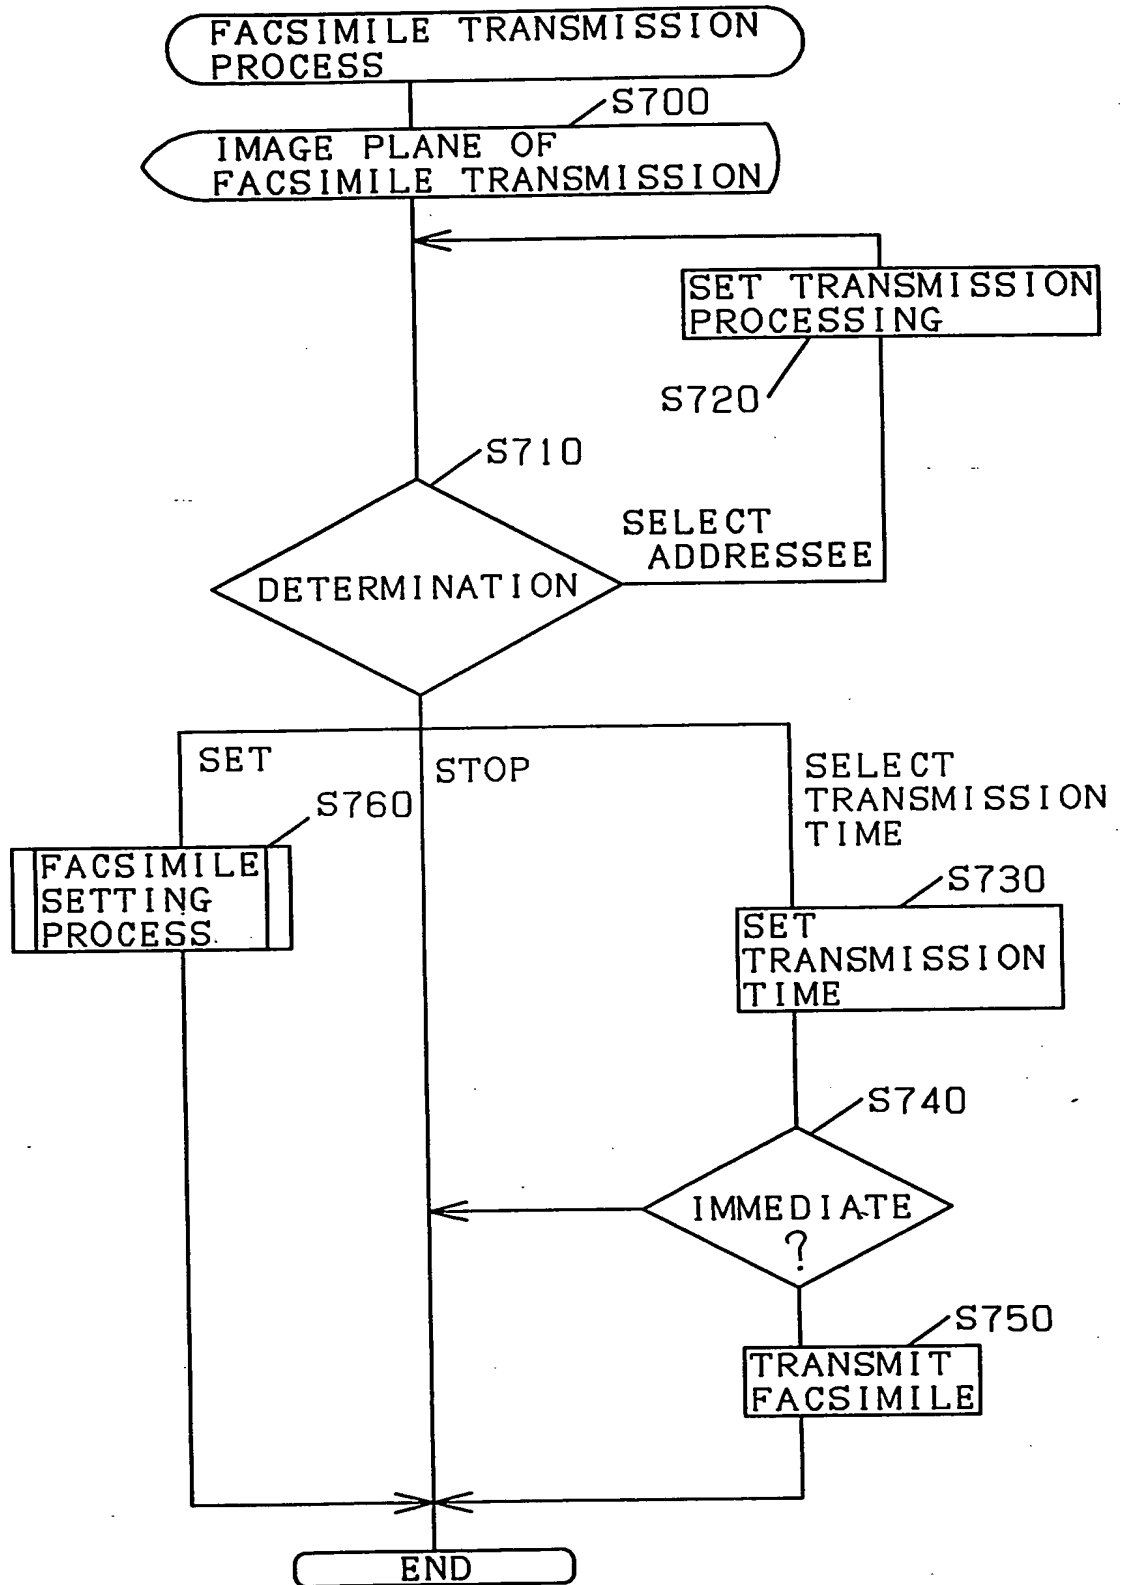 FACSIMILE TRANSMISSION
PROCESS
S700
IMAGE PLANE OF
FACSIMILE TRANSMISSION
SET TRANSMISSION
PROCESSING
S720
S710
SELECT
ADDRESSEE
DETERMINATION
SET
STOP
SELECT
TRANSMISSION
TIME
S760
FACSIMILE
SETTING
PROCESS
S730
SET
TRANSMISSION
TIME
S740
IMMEDIATE
?
S750
TRANSMIT
FACSIMILE
END